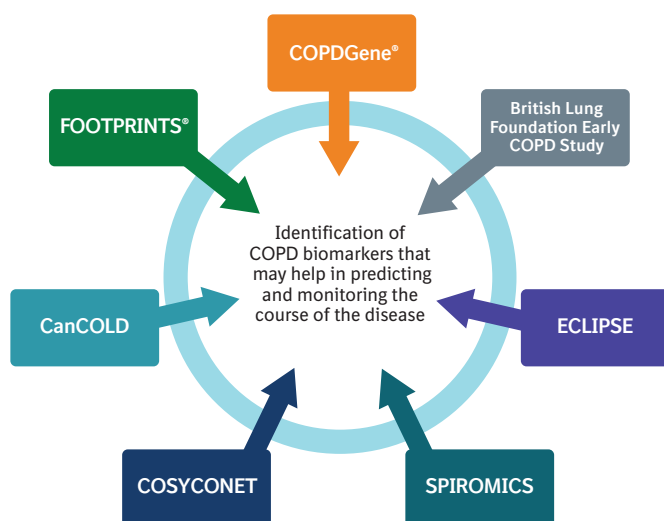 COPDGene®
British Lung
Foundation Early
COPD Study
FOOTPRINTS®
Identification of
COPD biomarkers that
may help in predicting
and monitoring the
course of the disease
CanCOLD
ECLIPSE
COSYCONET
SPIROMICS